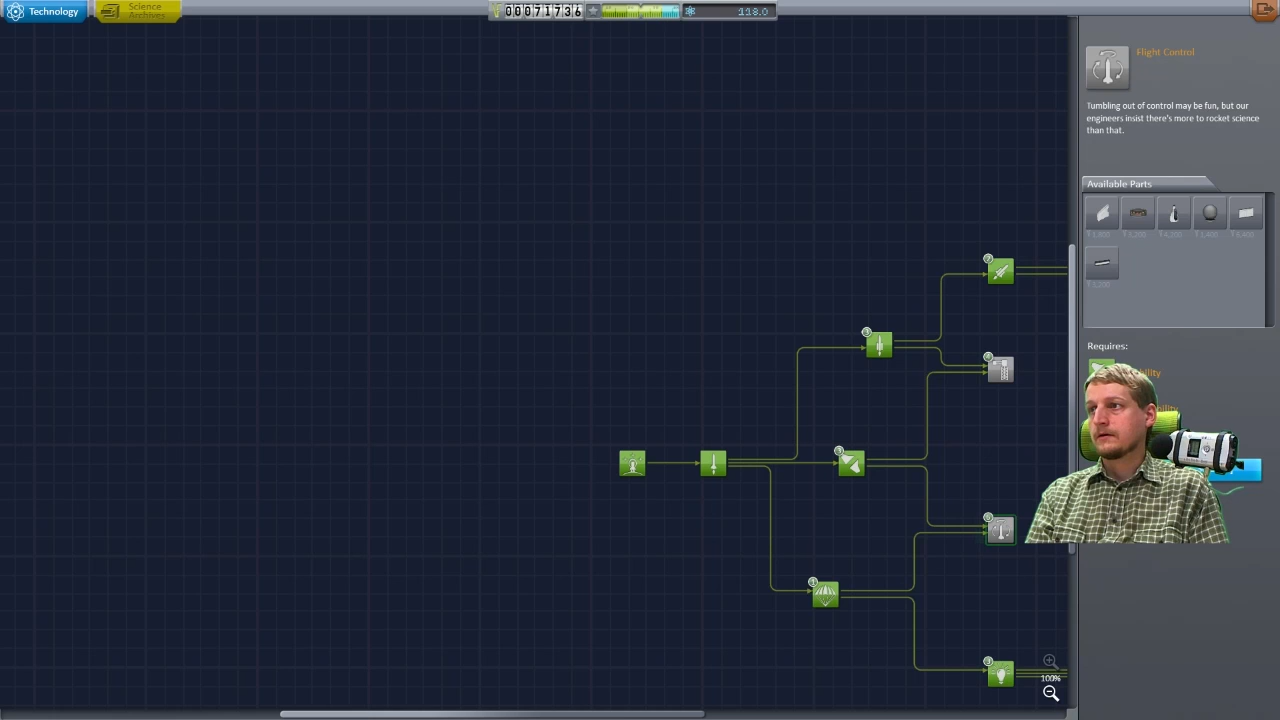 Technology
Science
Archives
00071736
118.0
Flight Control
Tumbling out of control may be fun, but our
engineers insist there's more to rocket science
than that.
Available Parts
Requires:
100%